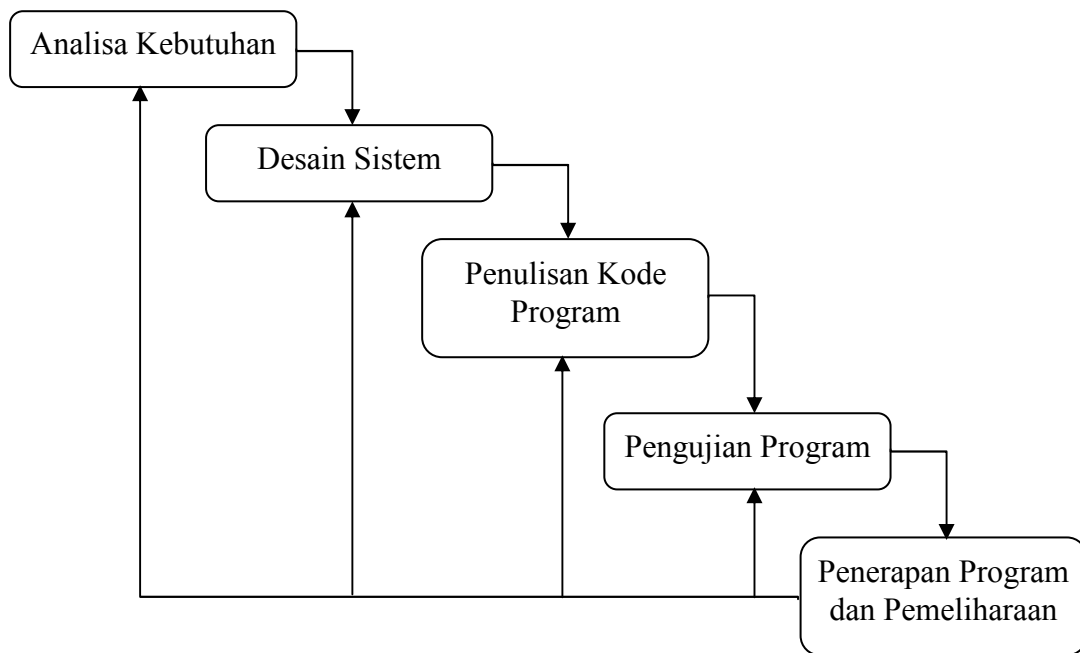 Analisa Kebutuhan
Desain Sistem
Penulisan Kode
Program
Pengujian Program
Penerapan Program
dan Pemeliharaan